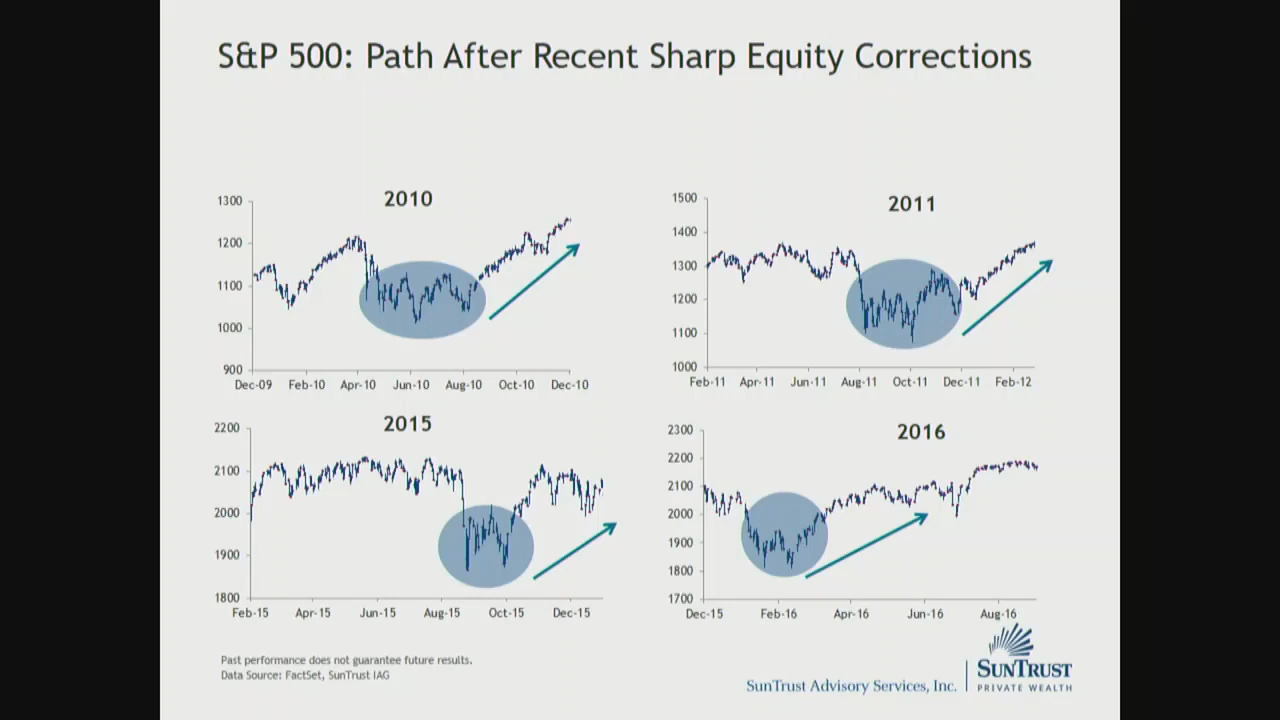 S&P 500: Path After Recent Sharp Equity Corrections
2010
1300
1200
1100
1000
900
Dec-09 Feb-10 Apr-10 Jun-10 Aug-10 Oct-10 Dec-10
2011
1500
1400
1300
1200
1100
1000
Feb-11 Apr-11 Jun-11 Aug-11 Oct-11 Dec-11 Feb-12
2015
2200
2100
2000
1900
1800
Feb-15 Apr-15 Jun-15 Aug-15 Oct-15 Dec-15
2016
2300
2200
2100
2000
1900
1800
1700
Dec-15 Feb-16 Apr-16 Jun-16 Aug-16
Past performance does not guarantee future results.
Data Source: FactSet, SunTrust IAG
SunTrust Advisory Services, Inc.
SUNTRUST
PRIVATE WEALTH